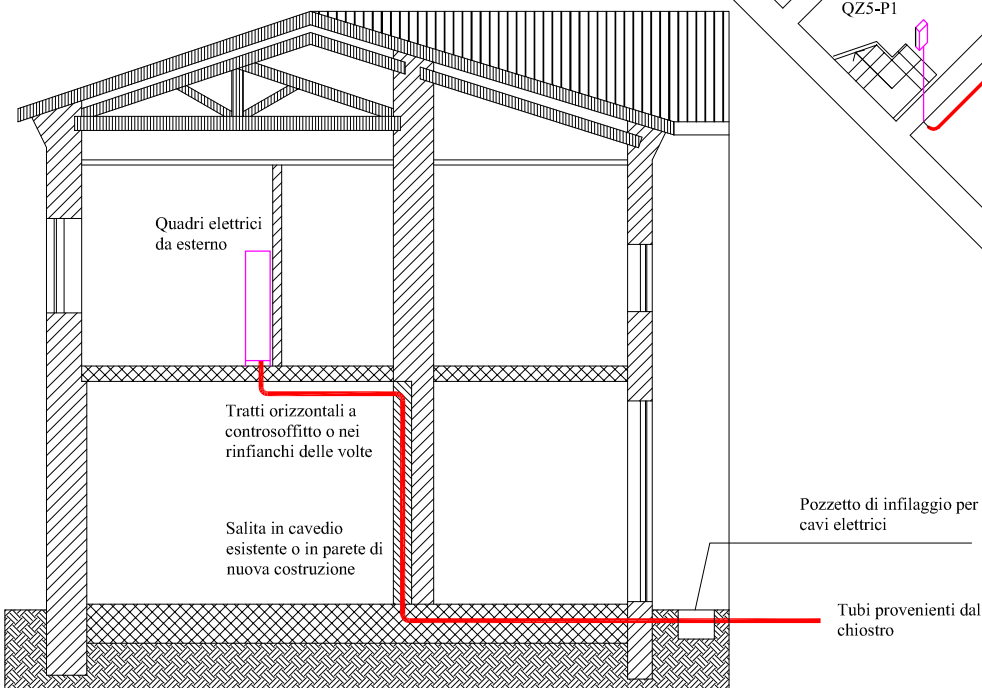 QZ5-P1
Quadri elettrici
da esterno
Tratti orizzontali a
controsoffitto o nei
rinfianchi delle volte
Salita in cavedio
esistente o in parete di
nuova costruzione
Pozzetto di infilaggio per
cavi elettrici
Tubi provenienti dal
chiostro